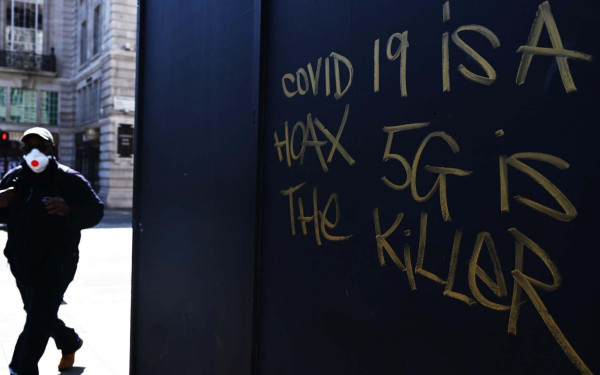 COVID 19 iS A
HOAX 5G iS
THe KiLLeR